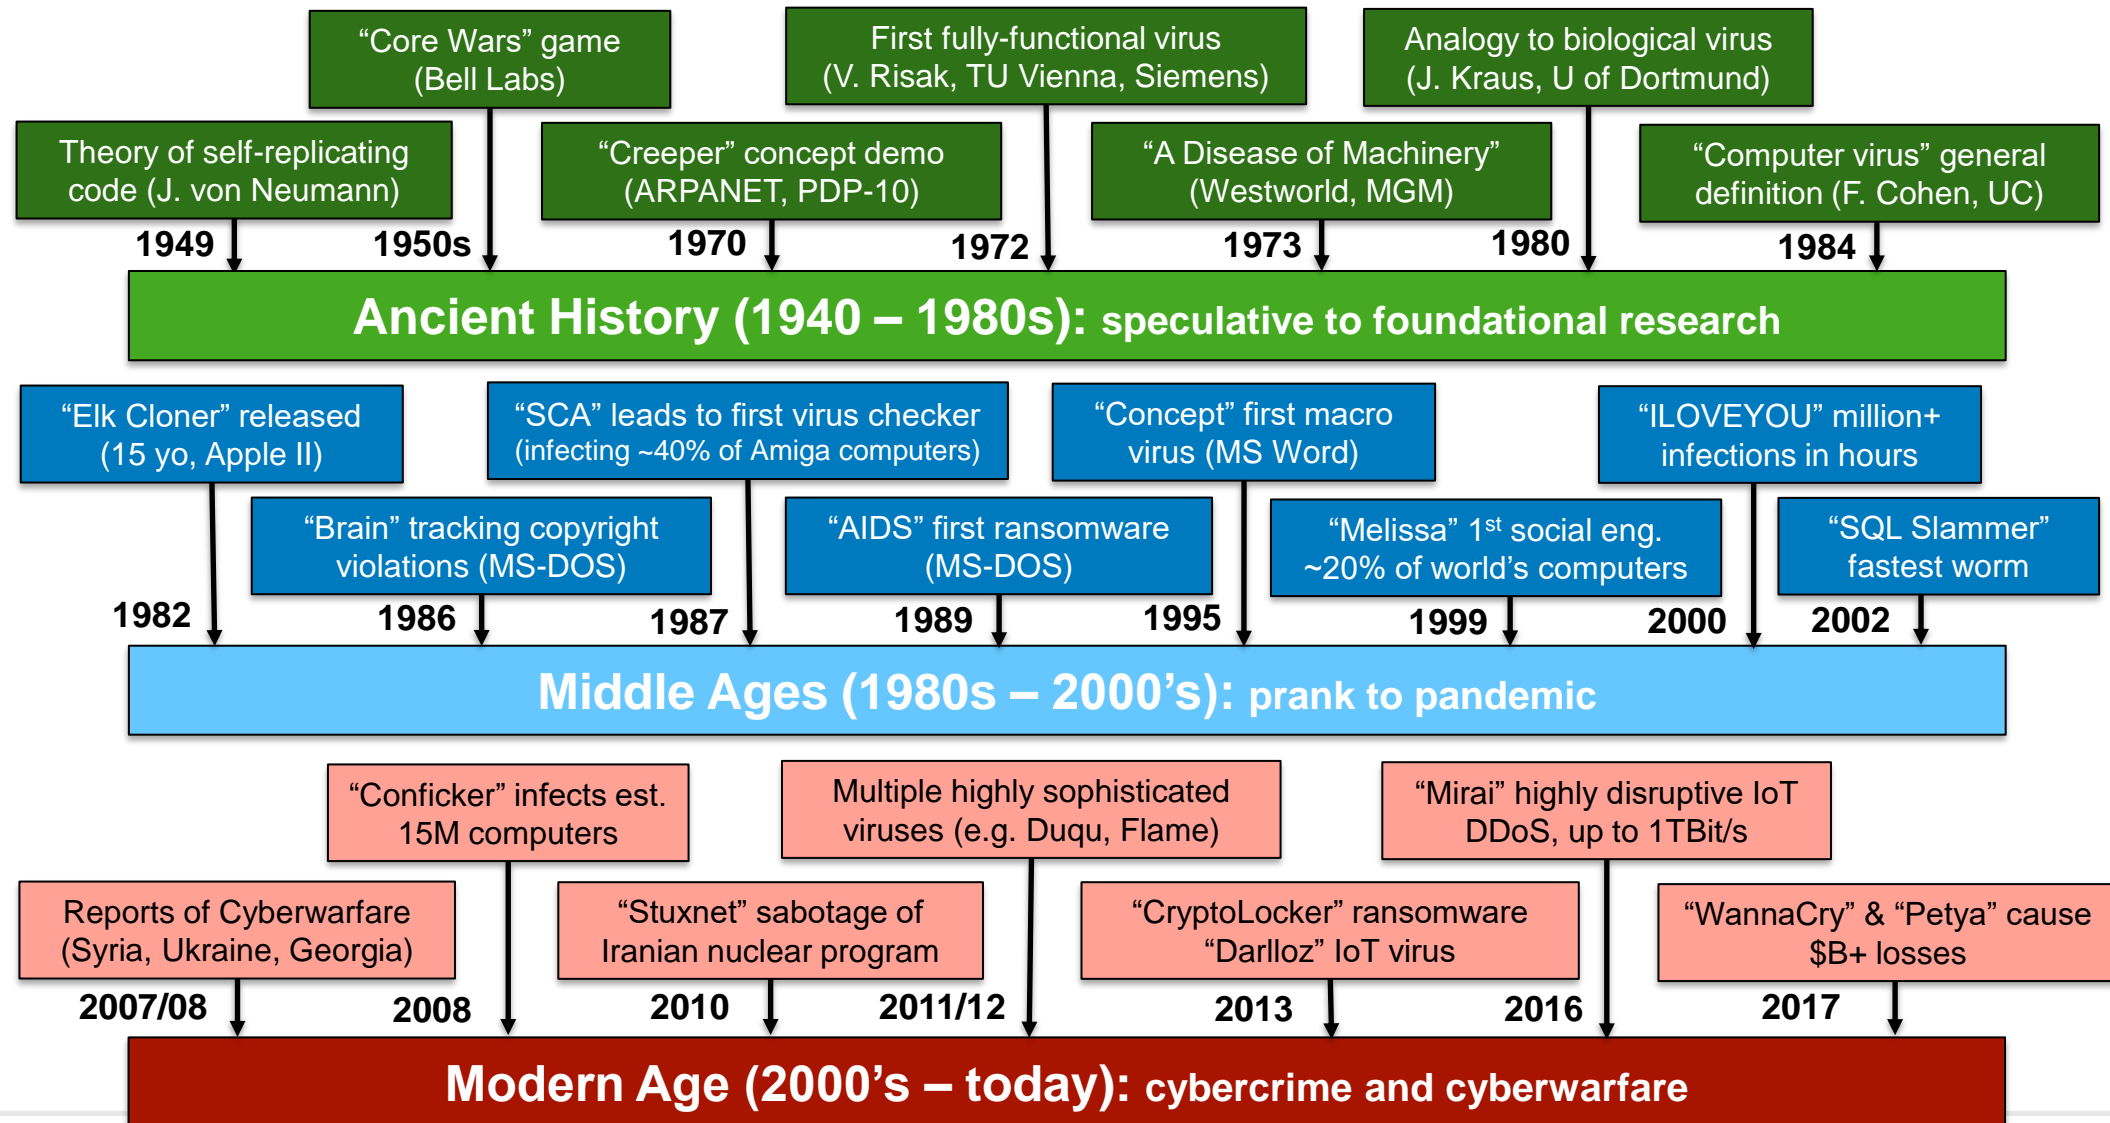 “Core Wars” game
(Bell Labs)
First fully-functional virus
(V. Risak, TU Vienna, Siemens)
Analogy to biological virus
(J. Kraus, U of Dortmund)
Theory of self-replicating
code (J. von Neumann)
“Creeper” concept demo
(ARPANET, PDP-10)
“A Disease of Machinery”
(Westworld, MGM)
“Computer virus” general
definition (F. Cohen, UC)
1949
1950s
1970
1972
1973
1980
1984
Ancient History (1940 – 1980s): speculative to foundational research
“Elk Cloner” released
(15 yo, Apple II)
“SCA” leads to first virus checker
(infecting ~40% of Amiga computers)
“Concept” first macro
virus (MS Word)
“ILOVEYOU” million+
infections in hours
“Brain” tracking copyright
violations (MS-DOS)
“AIDS” first ransomware
(MS-DOS)
“Melissa” 1st social eng.
~20% of world’s computers
“SQL Slammer”
fastest worm
1982
1986
1987
1989
1995
1999
2000
2002
Middle Ages (1980s – 2000’s): prank to pandemic
“Conficker” infects est.
15M computers
Multiple highly sophisticated
viruses (e.g. Duqu, Flame)
“Mirai” highly disruptive IoT
DDoS, up to 1TBit/s
Reports of Cyberwarfare
(Syria, Ukraine, Georgia)
“Stuxnet” sabotage of
Iranian nuclear program
“CryptoLocker” ransomware
“Darlloz” IoT virus
“WannaCry” & “Petya” cause
$B+ losses
2007/08
2008
2010
2011/12
2013
2016
2017
Modern Age (2000’s – today): cybercrime and cyberwarfare